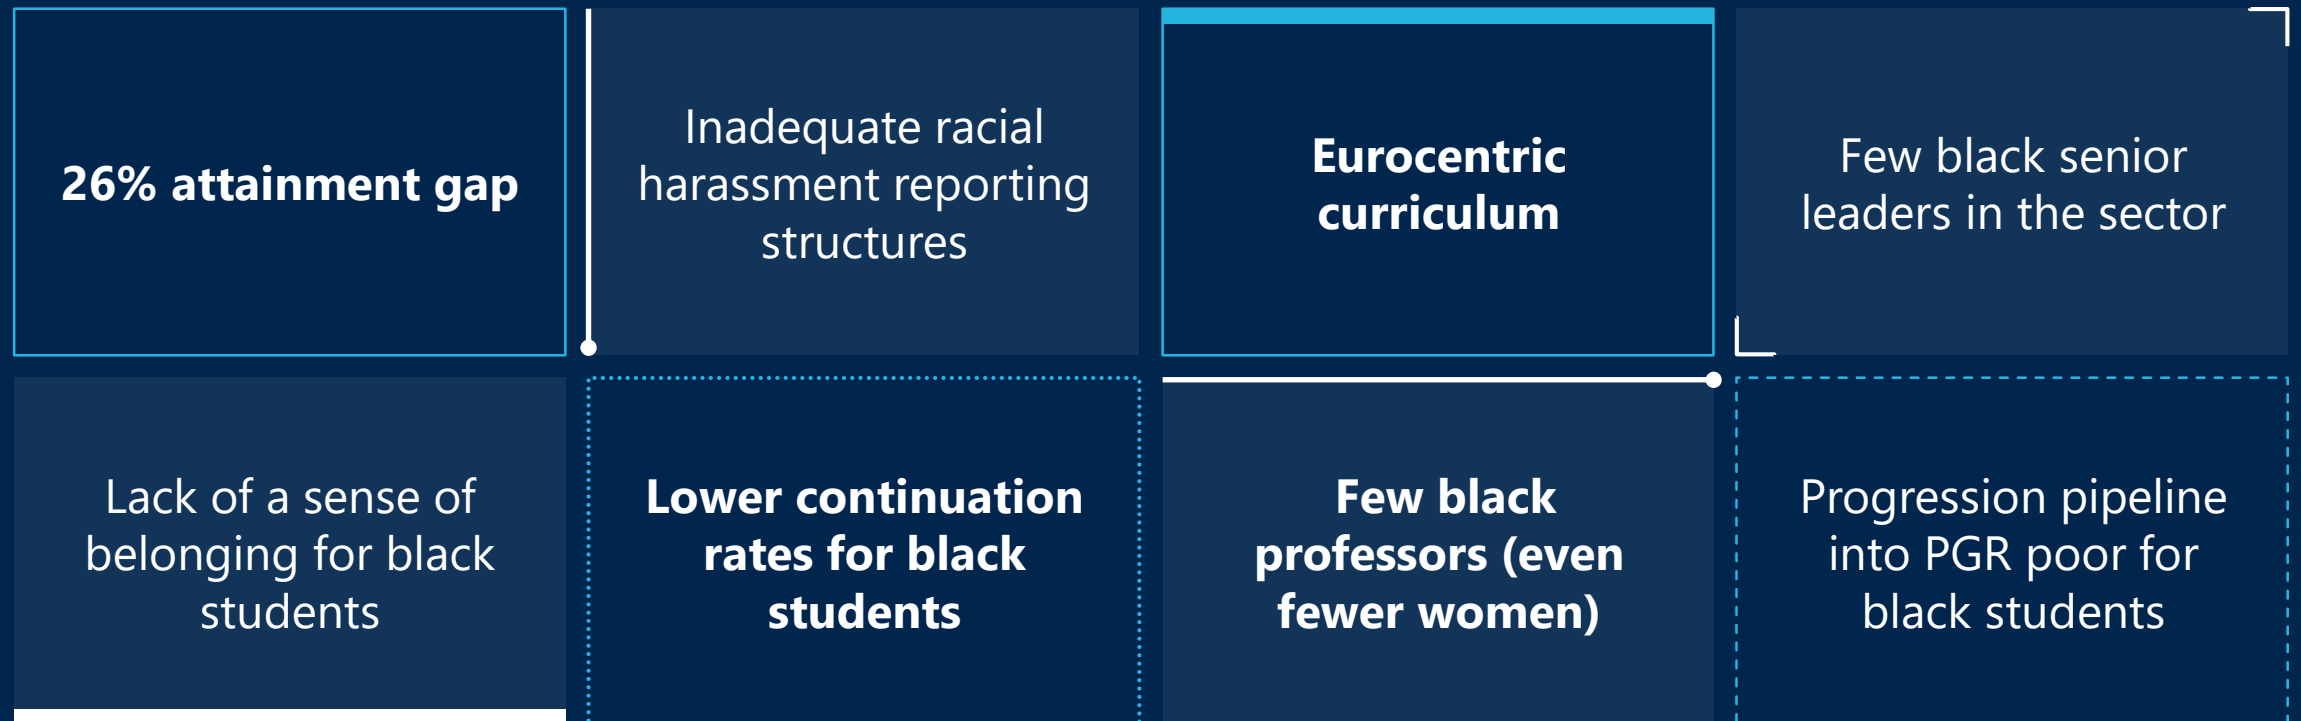 26% attainment gap
Inadequate racial
harassment reporting
structures
Eurocentric
curriculum
Few black senior
leaders in the sector
Lack of a sense of
belonging for black
students
Lower continuation
rates for black
students
Few black
professors (even
fewer women)
Progression pipeline
into PGR poor for
black students